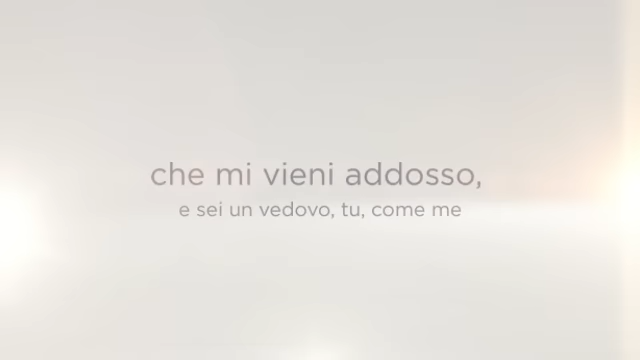 che mi vieni addosso,
e sei un vedovo, tu, come me